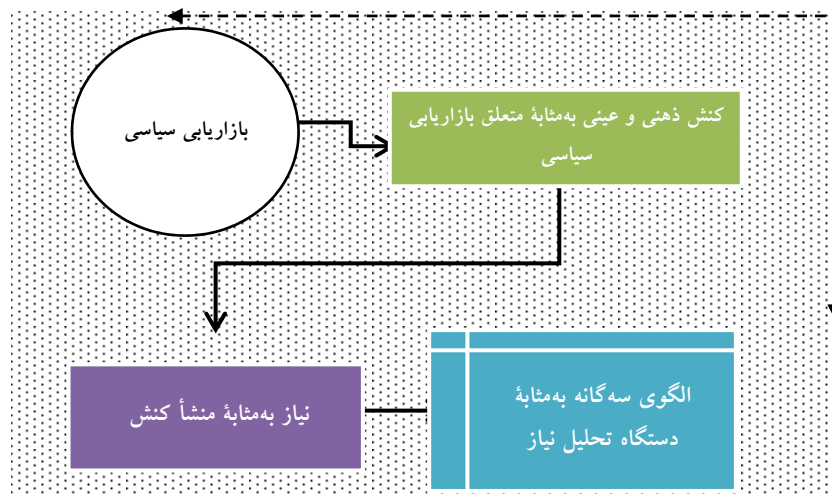 بازاریابی سیاسی
کنش ذهنی و عینی به‌مثابهٔ متعلق بازاریابی
سیاسی
نیاز به‌مثابهٔ منشأ کنش
الگوی سه‌گانه به‌مثابهٔ
دستگاه تحلیل نیاز